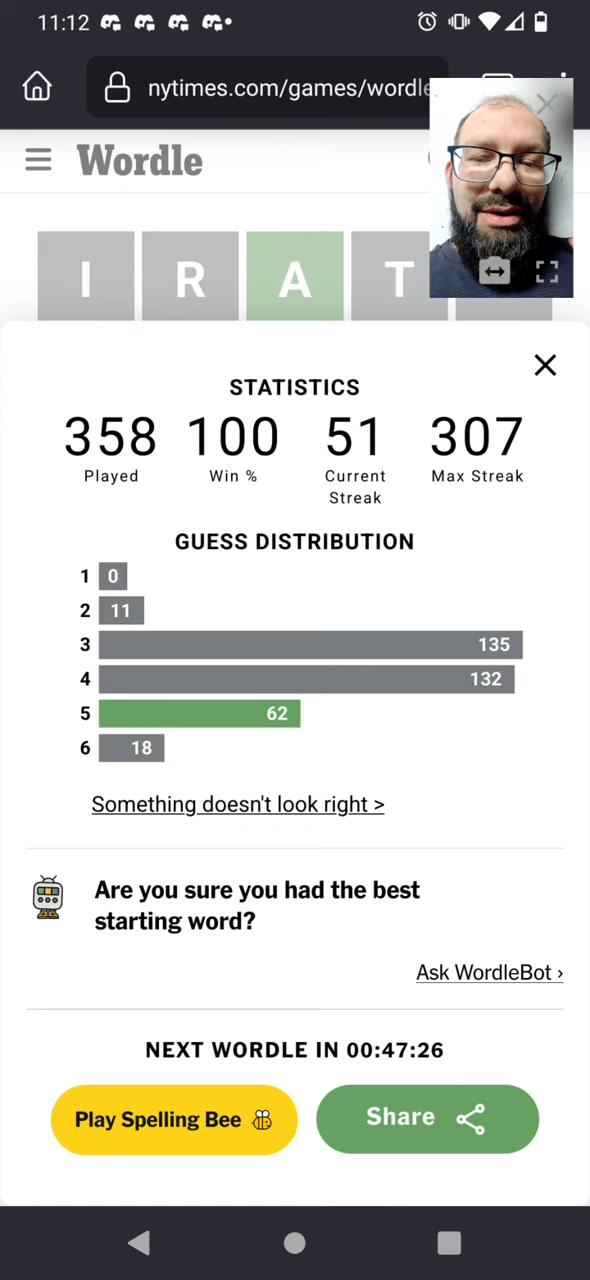 11:12
nytimes.com/games/wordle
Wordle
I R A T
STATISTICS
358 100 51 307
Played Win % Current Streak Max Streak
GUESS DISTRIBUTION
1 0
2 11
3 135
4 132
5 62
6 18
Something doesn't look right >
Are you sure you had the best
starting word?
Ask WordleBot ›
NEXT WORDLE IN 00:47:26
Play Spelling Bee
Share